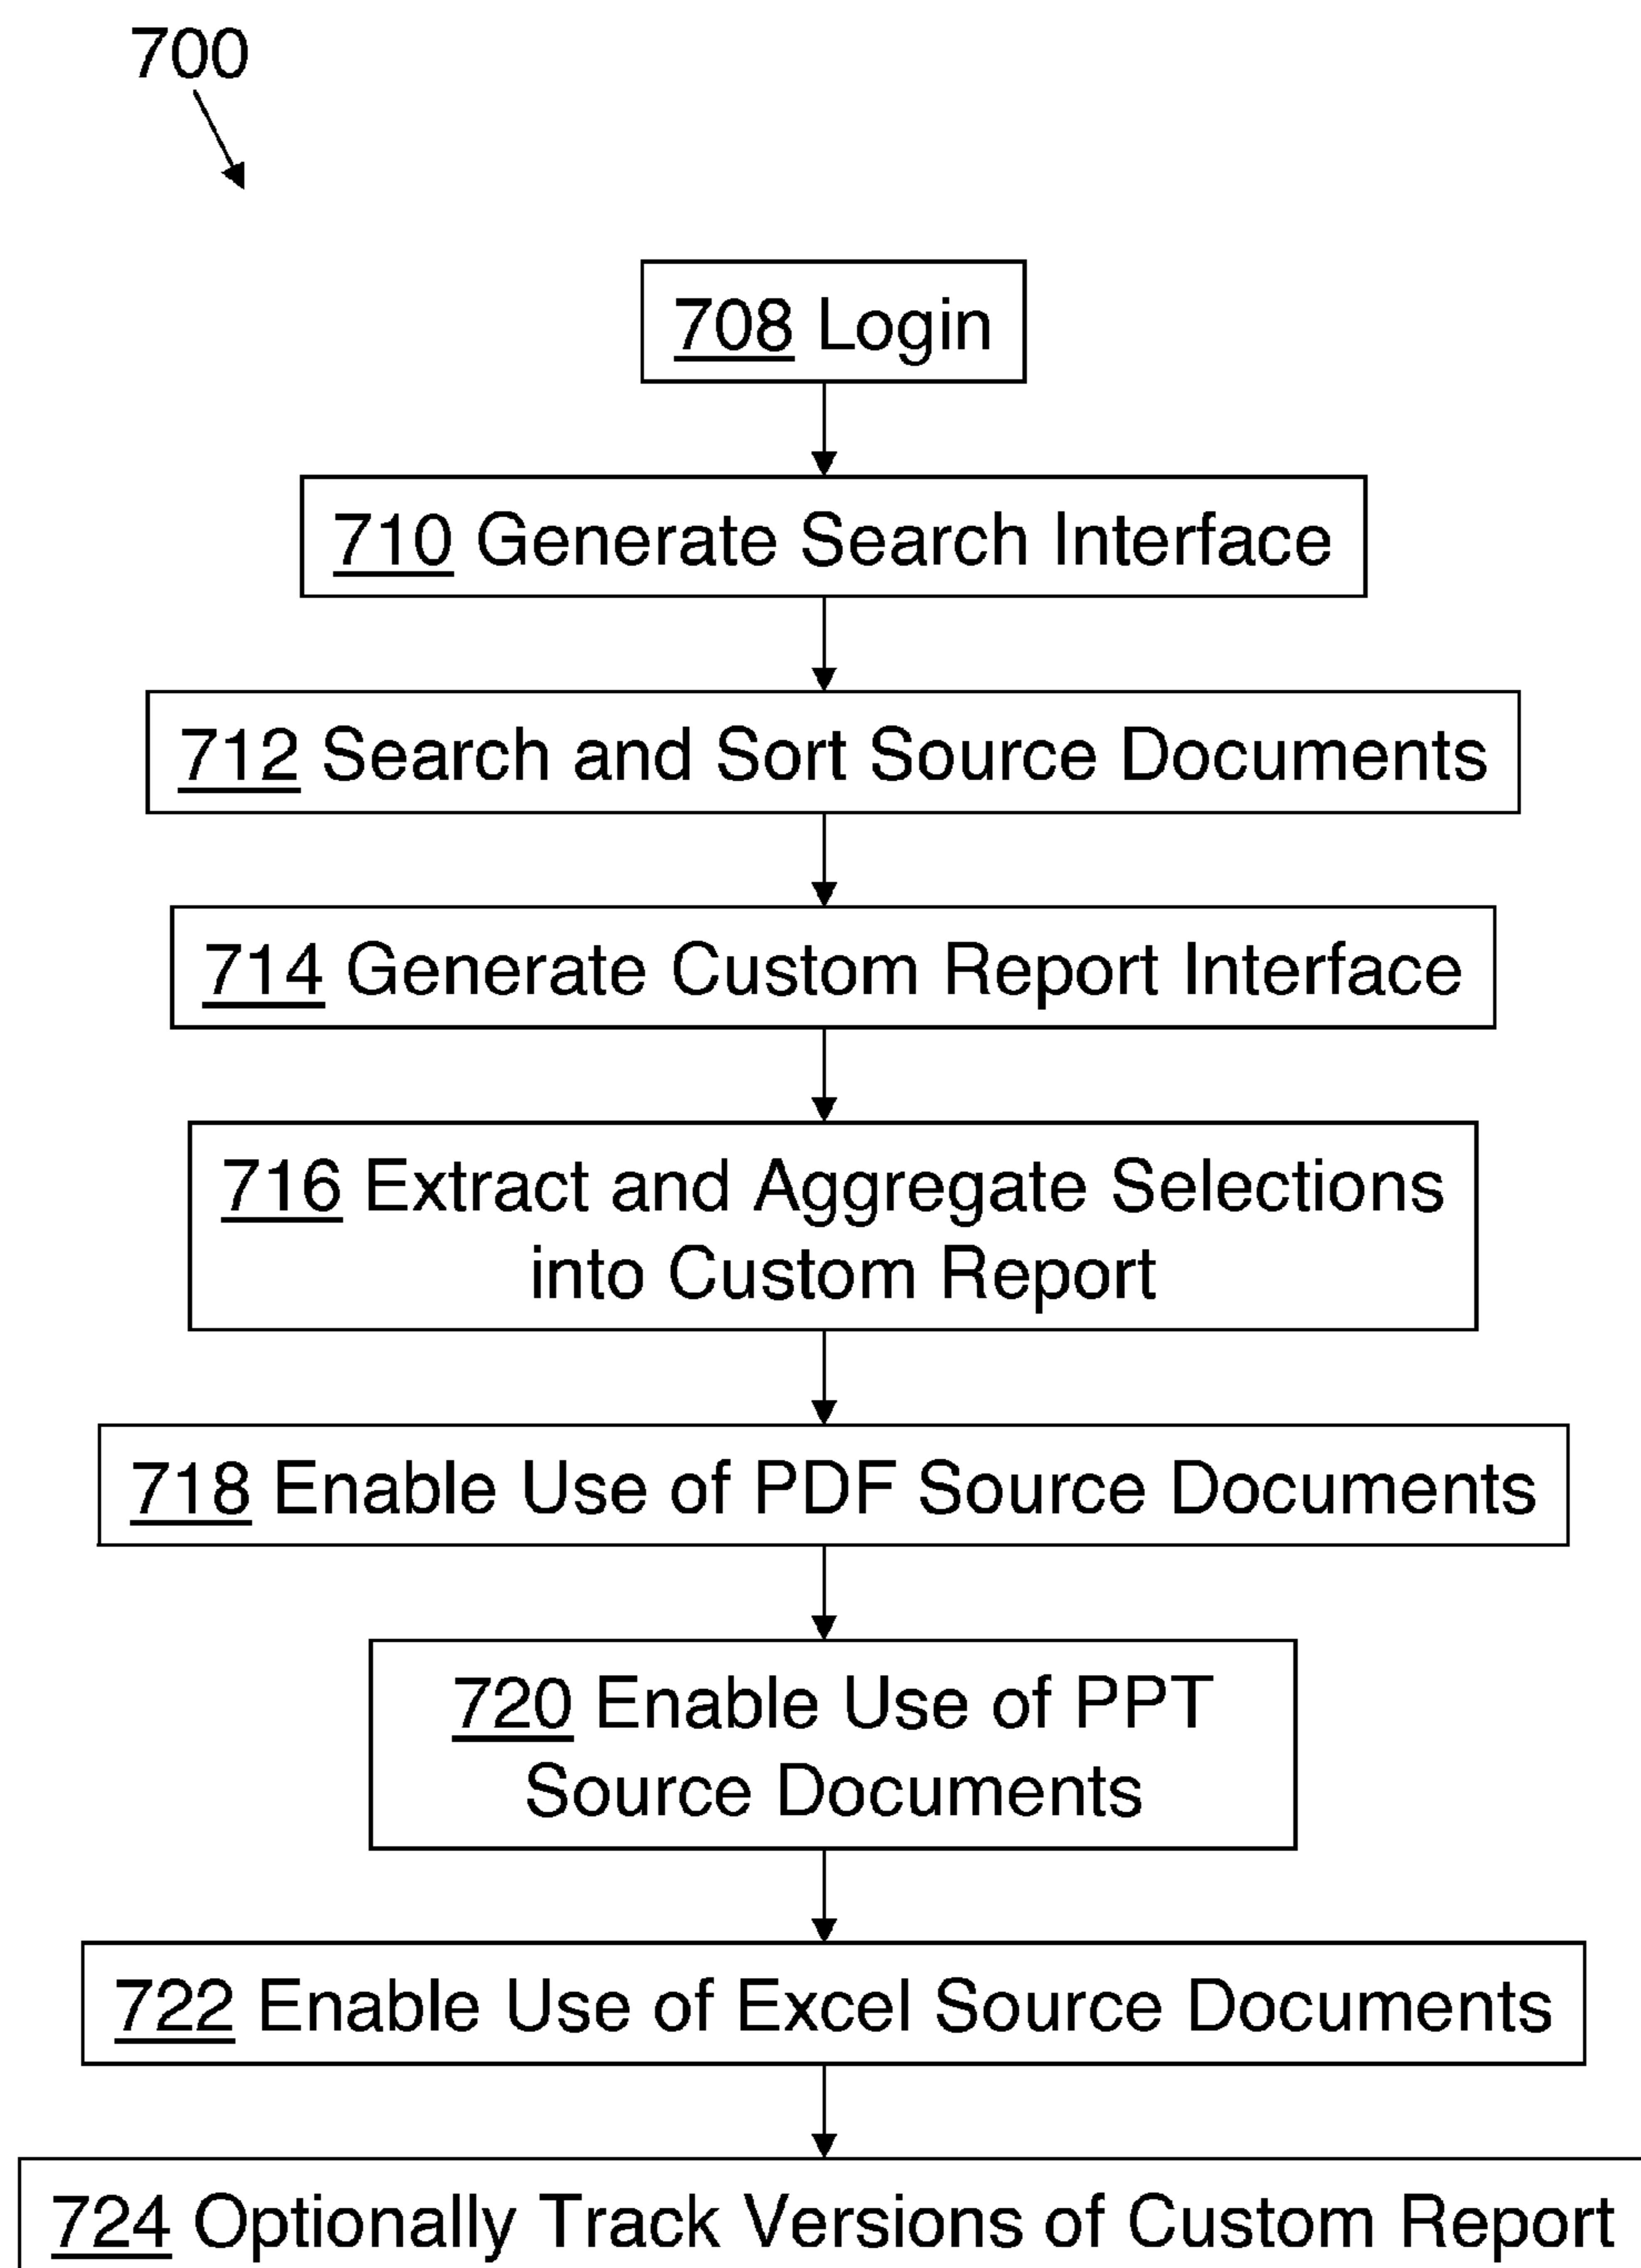 700
708 Login
710 Generate Search Interface
712 Search and Sort Source Documents
714 Generate Custom Report Interface
716 Extract and Aggregate Selections
into Custom Report
718 Enable Use of PDF Source Documents
720 Enable Use of PPT
Source Documents
722 Enable Use of Excel Source Documents
724 Optionally Track Versions of Custom Report